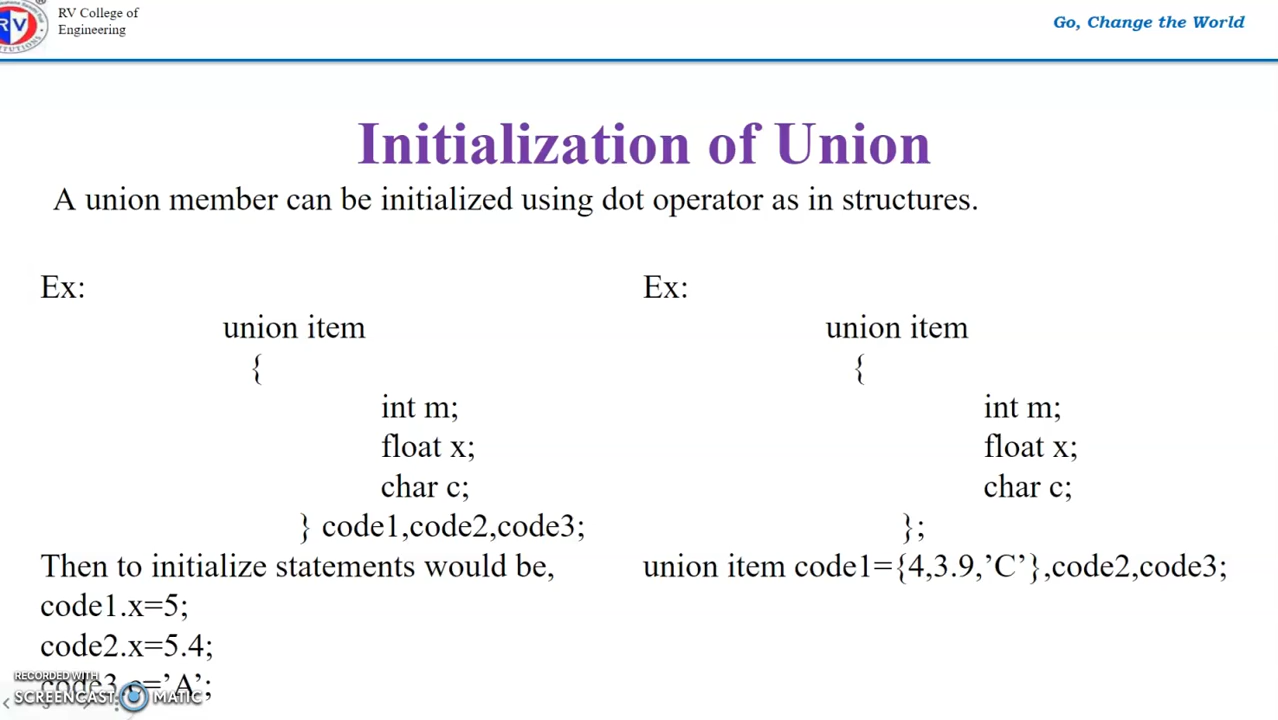 RV College of
Engineering
Go, Change the World
RV
Initialization of Union
A union member can be initialized using dot operator as in structures.
Ex:
union item
{
int m;
float x;
char c;
} code1,code2,code3;
Then to initialize statements would be,
code1.x=5;
code2.x=5.4;
code3.c=’A’;
Ex:
union item
{
int m;
float x;
char c;
};
union item code1={4,3.9,’C’},code2,code3;
RECORDED WITH
SCREENCAST MATIC